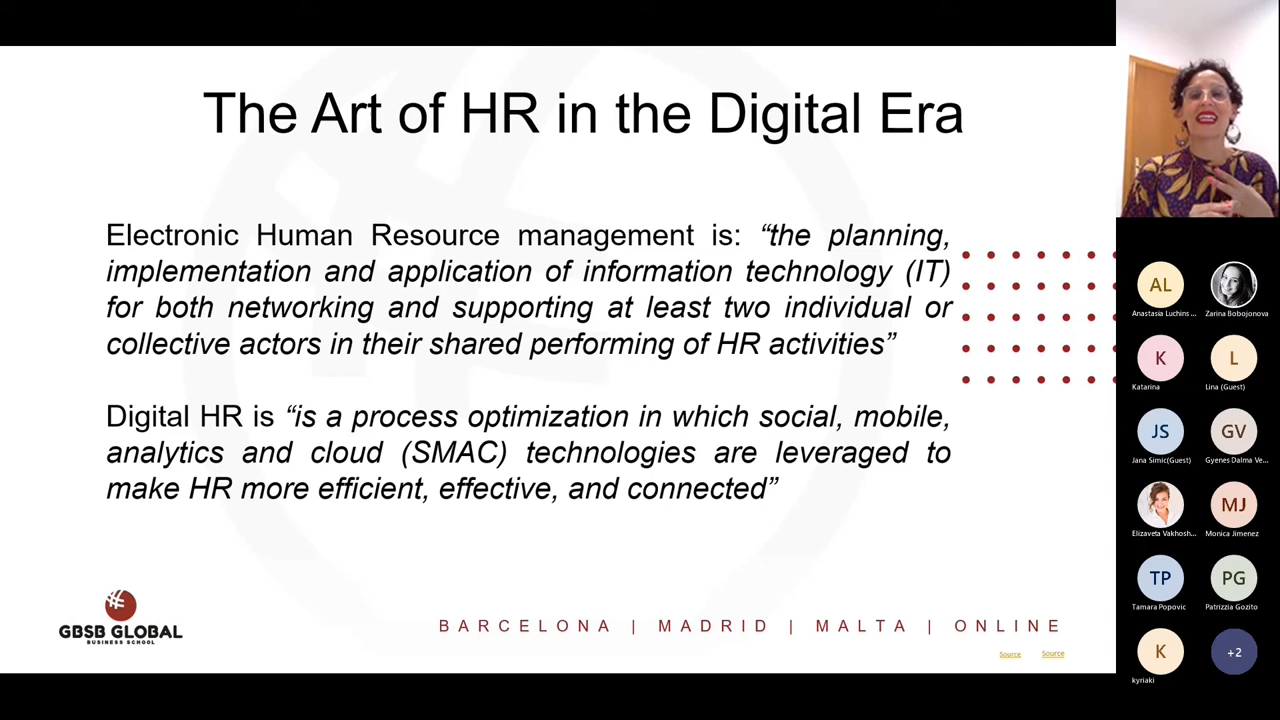 The Art of HR in the Digital Era
Electronic Human Resource management is: “the planning,
implementation and application of information technology (IT)
for both networking and supporting at least two individual or
collective actors in their shared performing of HR activities”
Digital HR is “is a process optimization in which social, mobile,
analytics and cloud (SMAC) technologies are leveraged to
make HR more efficient, effective, and connected”
GBSB GLOBAL
BUSINESS SCHOOL
BARCELONA | MADRID | MALTA | ONLINE
Source Source
AL
Anastasia Luchins ...
Zarina Bobojonova
K
Katarina
L
Lina (Guest)
JS
Jana Simic(Guest)
GV
Gyenes Dalma Ve...
Elizaveta Vakhosh...
MJ
Monica Jimenez
TP
Tamara Popovic
PG
Patrizzia Gozito
K
kyriaki
+2